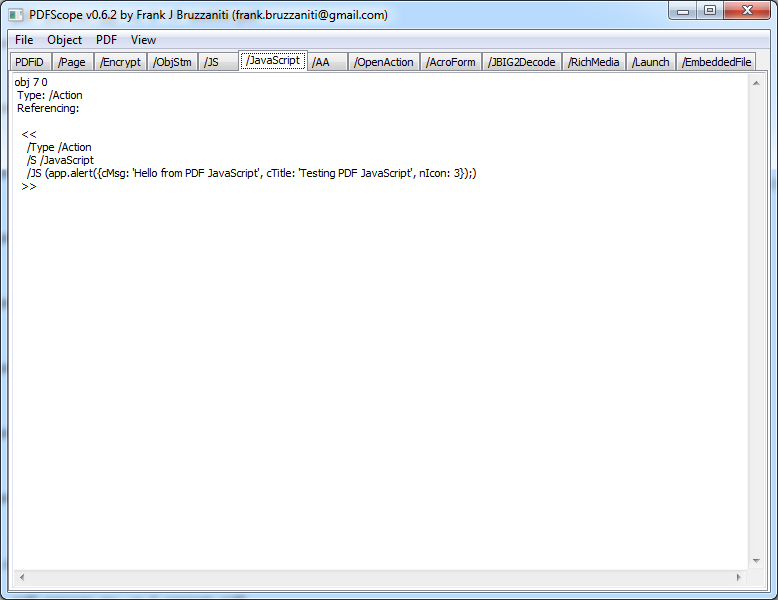 PDFScope v0.6.2 by Frank J Bruzzaniti (frank.bruzzaniti@gmail.com)
File Object PDF View
PDFiD /Page /Encrypt /ObjStm /JS /JavaScript /AA /OpenAction /AcroForm /JBIG2Decode /RichMedia /Launch /EmbeddedFile
obj 7 0
Type: /Action
Referencing:
<<
/Type /Action
/S /JavaScript
/JS (app.alert({cMsg: 'Hello from PDF JavaScript', cTitle: 'Testing PDF JavaScript', nIcon: 3});)
>>